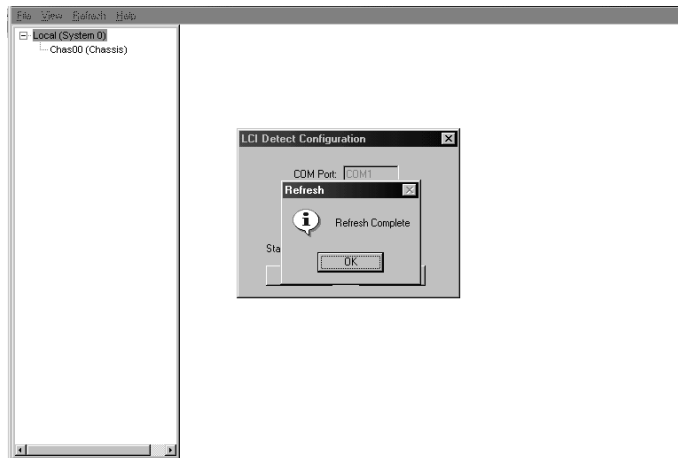 File View Refresh Help
Local (System 0)
Chas00 (Chassis)
LCI Detect Configuration
COM Port: COM1
Refresh
Refresh Complete
Sta
OK